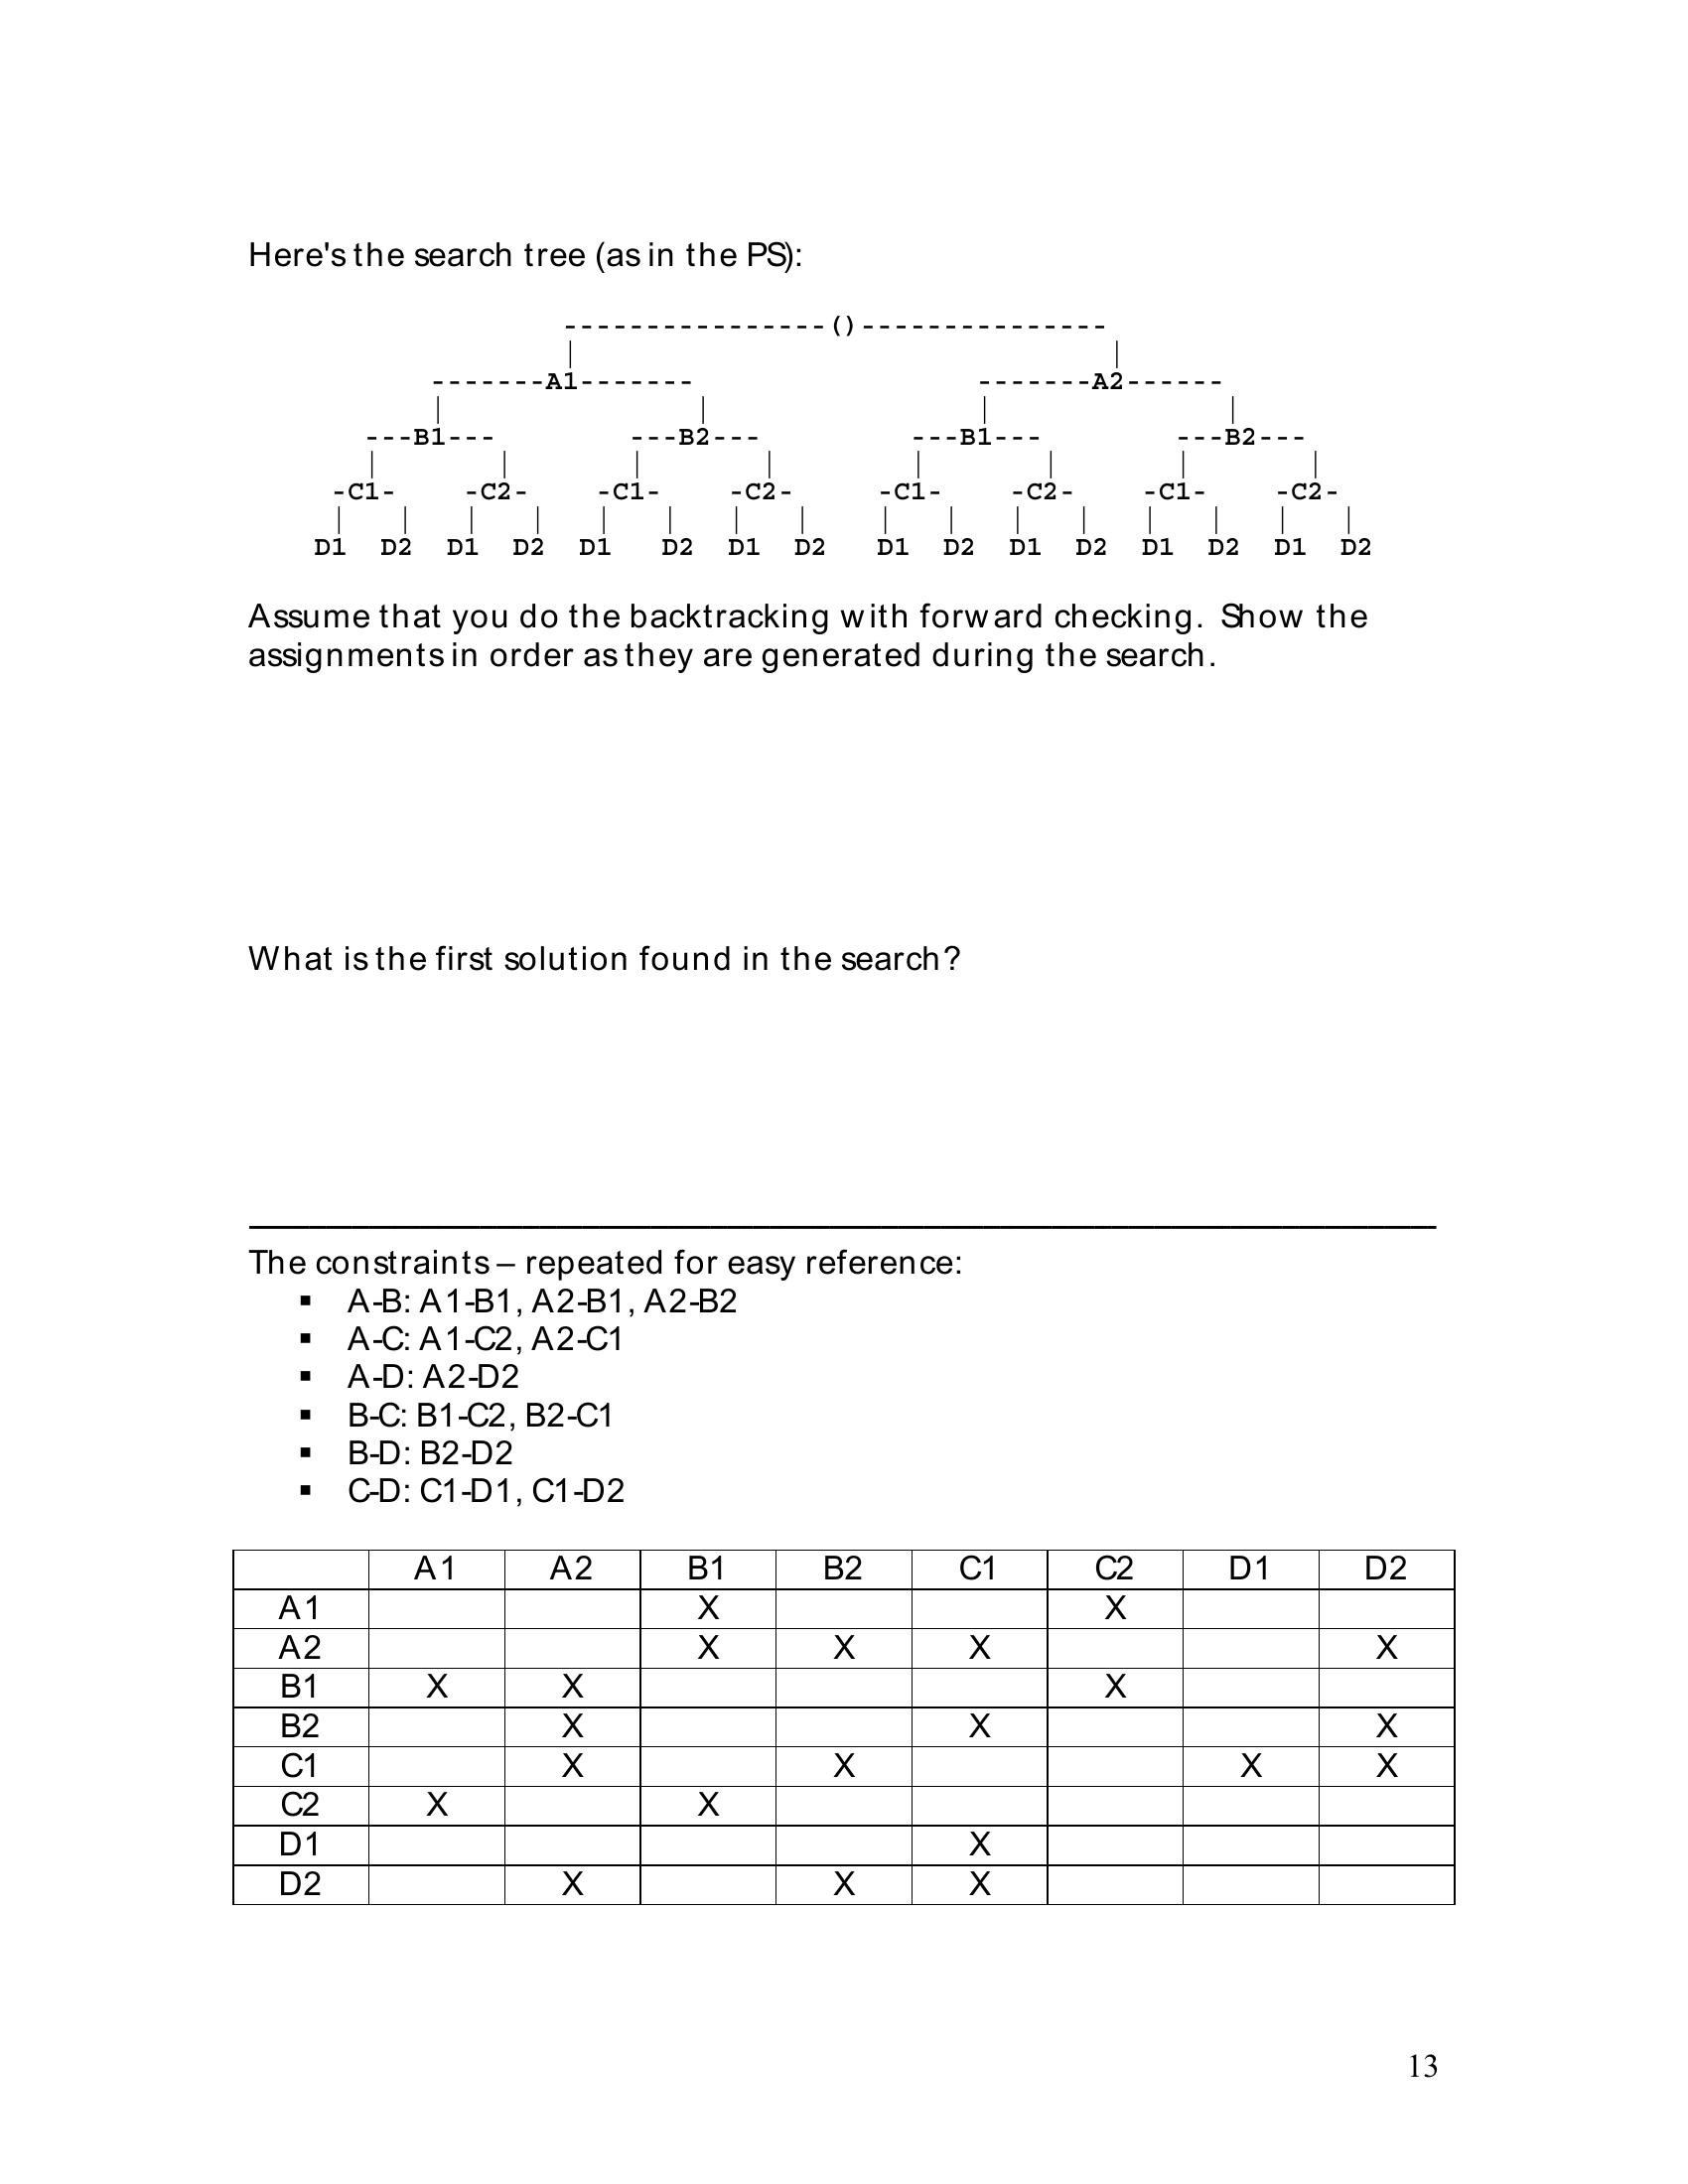 Here's the search tree (as in the PS):
----------------()---------------
| |
-------A1------- -------A2------
| | | |
---B1--- ---B2--- ---B1--- ---B2---
| | | | | | | |
-C1- -C2- -C1- -C2- -C1- -C2- -C1- -C2-
| | | | | | | | | | | | | | | |
D1 D2 D1 D2 D1 D2 D1 D2 D1 D2 D1 D2 D1 D2 D1 D2
Assume that you do the backtracking with forward checking. Show the
assignments in order as they are generated during the search.
What is the first solution found in the search?
The constraints – repeated for easy reference:
▪ A-B: A1-B1, A2-B1, A2-B2
▪ A-C: A1-C2, A2-C1
▪ A-D: A2-D2
▪ B-C: B1-C2, B2-C1
▪ B-D: B2-D2
▪ C-D: C1-D1, C1-D2
A1 A2 B1 B2 C1 C2 D1 D2
A1 X X
A2 X X X X
B1 X X X
B2 X X X
C1 X X X X
C2 X X
D1 X
D2 X X X
13